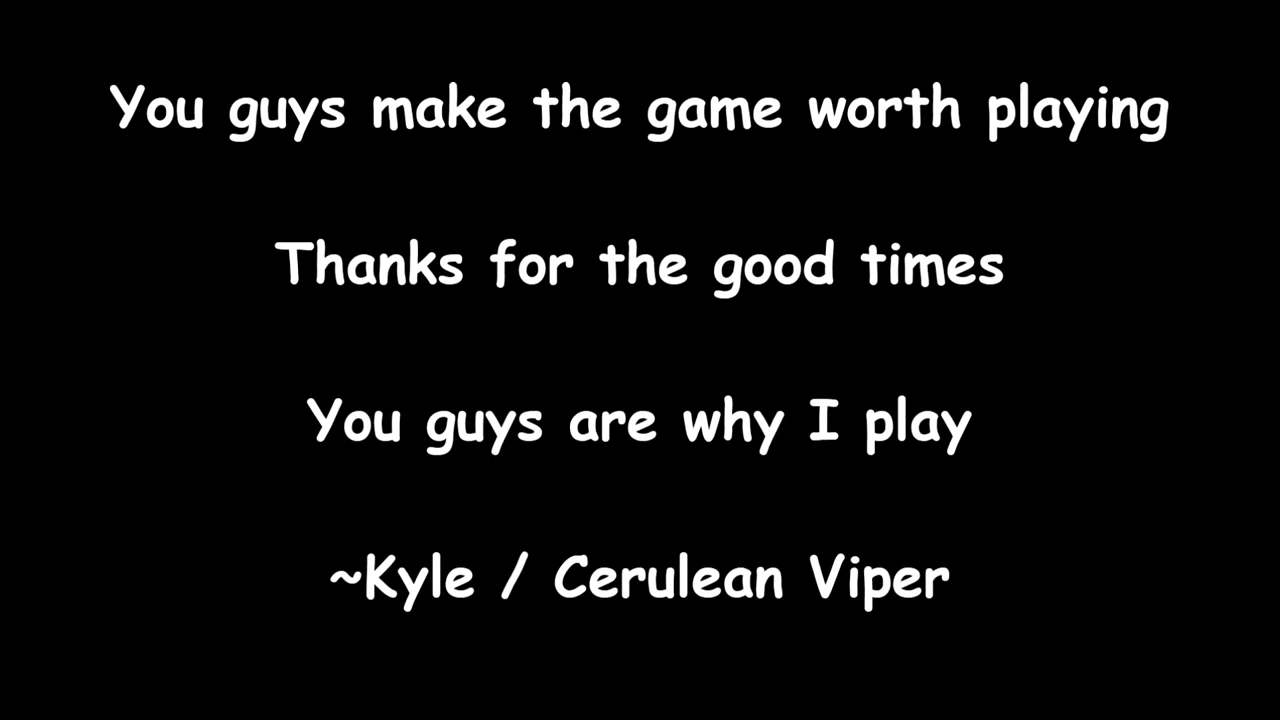 You guys make the game worth playing
Thanks for the good times
You guys are why I play
~Kyle / Cerulean Viper